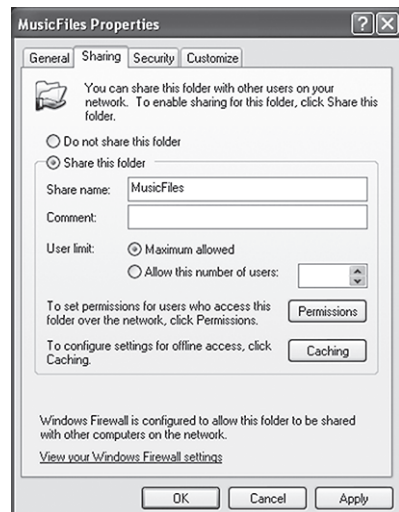 MusicFiles Properties
General Sharing Security Customize
You can share this folder with other users on your
network. To enable sharing for this folder, click Share this
folder.
Do not share this folder
Share this folder
Share name: MusicFiles
Comment:
User limit: Maximum allowed
Allow this number of users:
To set permissions for users who access this
folder over the network, click Permissions.
Permissions
To configure settings for offline access, click
Caching.
Caching
Windows Firewall is configured to allow this folder to be shared
with other computers on the network.
View your Windows Firewall settings
OK Cancel Apply